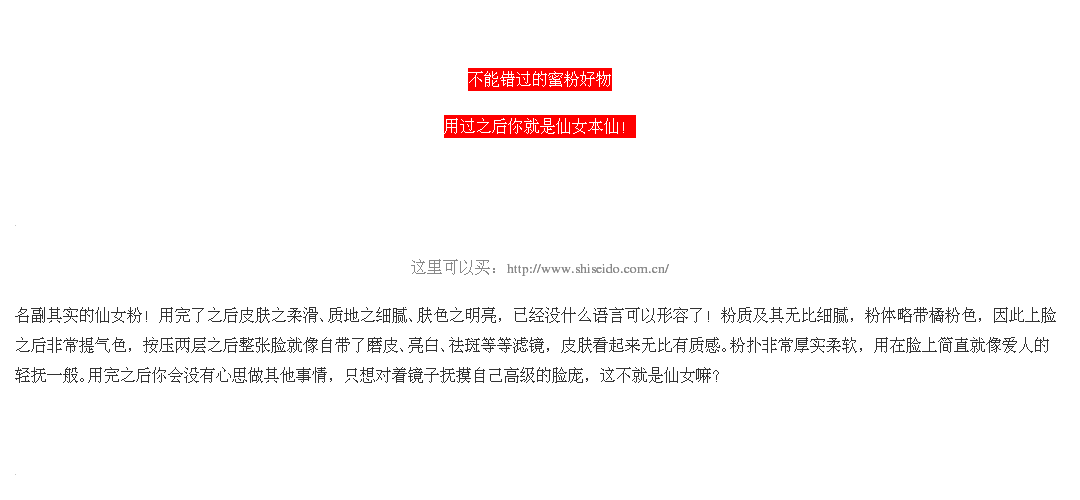 不能错过的蜜粉好物
用过之后你就是仙女本仙！
这里可以买：http://www.shiseido.com.cn/
名副其实的仙女粉！用完了之后皮肤之柔滑、质地之细腻、肤色之明亮，已经没什么语言可以形容了！粉质及其无比细腻，粉体略带橘粉色，因此上脸
之后非常提气色，按压两层之后整张脸就像自带了磨皮、亮白、祛斑等等滤镜，皮肤看起来无比有质感。粉扑非常厚实柔软，用在脸上简直就像爱人的
轻抚一般。用完之后你会没有心思做其他事情，只想对着镜子抚摸自己高级的脸庞，这不就是仙女嘛？